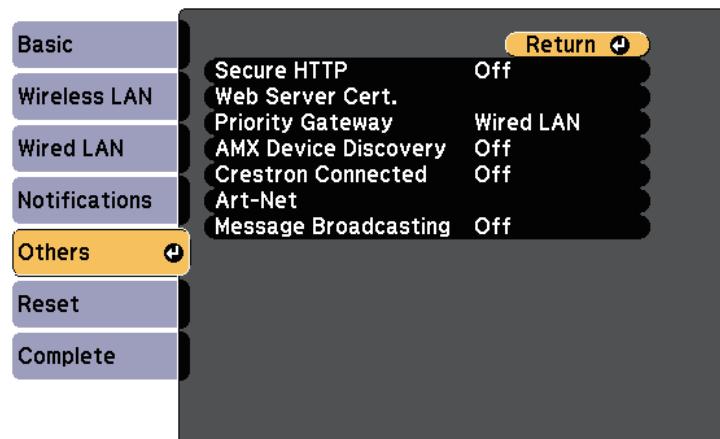 Basic
Wireless LAN
Wired LAN
Notifications
Others
Reset
Complete
Return
Secure HTTP Off
Web Server Cert.
Priority Gateway Wired LAN
AMX Device Discovery Off
Crestron Connected Off
Art-Net
Message Broadcasting Off